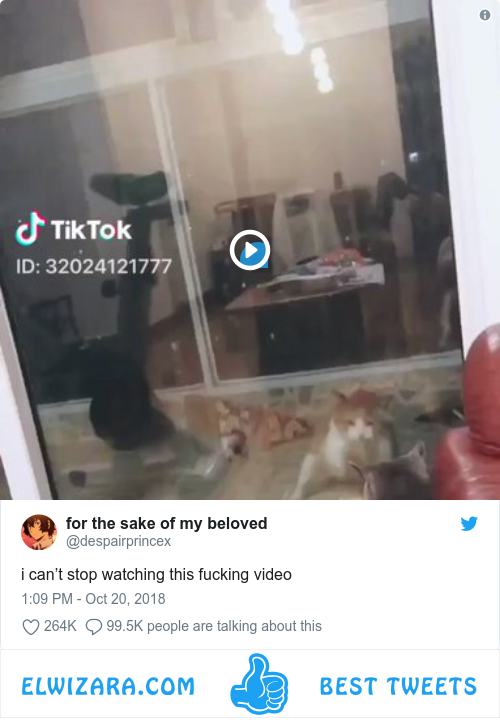 TikTok
ID: 32024121777
for the sake of my beloved
@despairprincex
i can't stop watching this fucking video
1:09 PM - Oct 20, 2018
264K 99.5K people are talking about this
ELWIZARA.COM BEST TWEETS